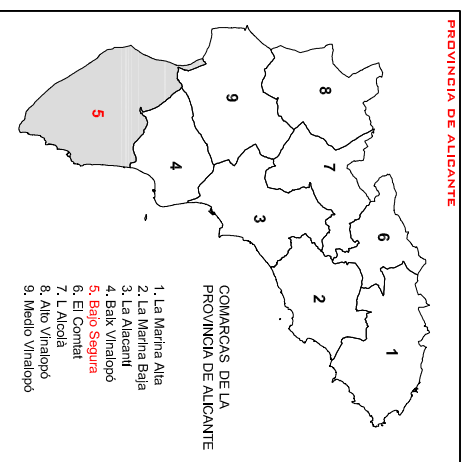 PROVINCIA DE ALICANTE
8
9
7
6
5
4
3
2
1
COMARCAS DE LA
PROVINCIA DE ALICANTE
1. La Marina Alta
2. La Marina Baja
3. La Alacantí
4. Baix Vinalopó
5. Bajo Segura
6. El Comtat
7. L Alcoià
8. Alto Vinalopó
9. Medio Vinalopó